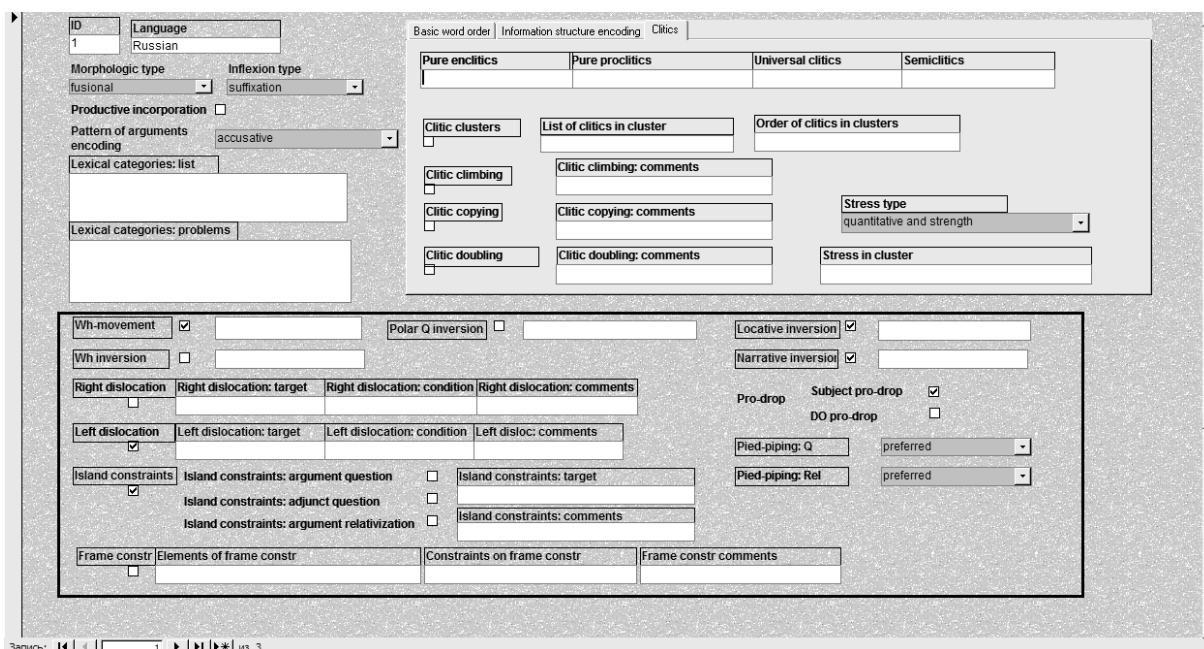 ID
Language
1
Russian
Morphologic type
Inflexion type
fusional
suffixation
Productive incorporation
Pattern of arguments
encoding
accusative
Lexical categories: list
Lexical categories: problems
Basic word order
Information structure encoding
Clitics
Pure enclitics
Pure proclitics
Universal clitics
Semiclitics
Clitic clusters
List of clitics in cluster
Order of clitics in clusters
Clitic climbing
Clitic climbing: comments
Clitic copying
Clitic copying: comments
Stress type
quantitative and strength
Clitic doubling
Clitic doubling: comments
Stress in cluster
Wh-movement
Polar Q inversion
Locative inversion
Wh inversion
Narrative inversion
Right dislocation
Right dislocation: target
Right dislocation: condition
Right dislocation: comments
Pro-drop
Subject pro-drop
DO pro-drop
Left dislocation
Left dislocation: target
Left dislocation: condition
Left disloc: comments
Pied-piping: Q
preferred
Island constraints
Island constraints: argument question
Island constraints: target
Pied-piping: Rel
preferred
Island constraints: adjunct question
Island constraints: argument relativization
Island constraints: comments
Frame constr
Elements of frame constr
Constraints on frame constr
Frame constr comments
Запись:
1
из 3